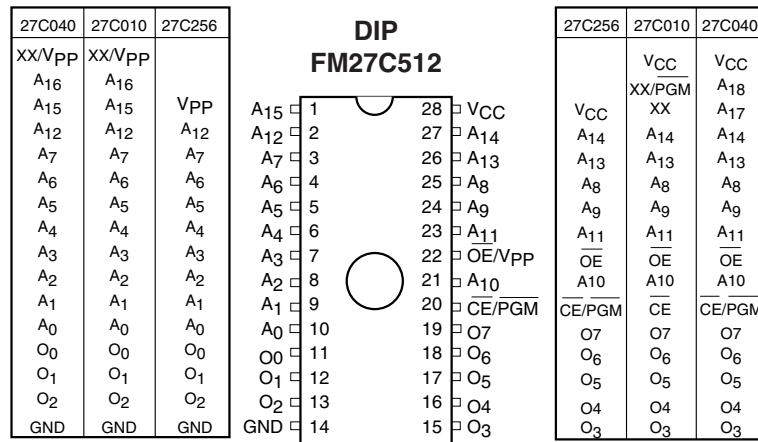 27C040 27C010 27C256
XX/VPP XX/VPP
A16 A16
A15 A15 VPP
A12 A12 A12
A7 A7 A7
A6 A6 A6
A5 A5 A5
A4 A4 A4
A3 A3 A3
A2 A2 A2
A1 A1 A1
A0 A0 A0
O0 O0 O0
O1 O1 O1
O2 O2 O2
GND GND GND
DIP
FM27C512
A15 1 28 VCC
A12 2 27 A14
A7 3 26 A13
A6 4 25 A8
A5 5 24 A9
A4 6 23 A11
A3 7 22 OE/VPP
A2 8 21 A10
A1 9 20 CE/PGM
A0 10 19 O7
O0 11 18 O6
O1 12 17 O5
O2 13 16 O4
GND 14 15 O3
27C256 27C010 27C040
VCC VCC
XX/PGM A18
VCC XX A17
A14 A14 A14
A13 A13 A13
A8 A8 A8
A9 A9 A9
A11 A11 A11
OE OE OE
A10 A10 A10
CE/PGM CE CE/PGM
O7 O7 O7
O6 O6 O6
O5 O5 O5
O4 O4 O4
O3 O3 O3